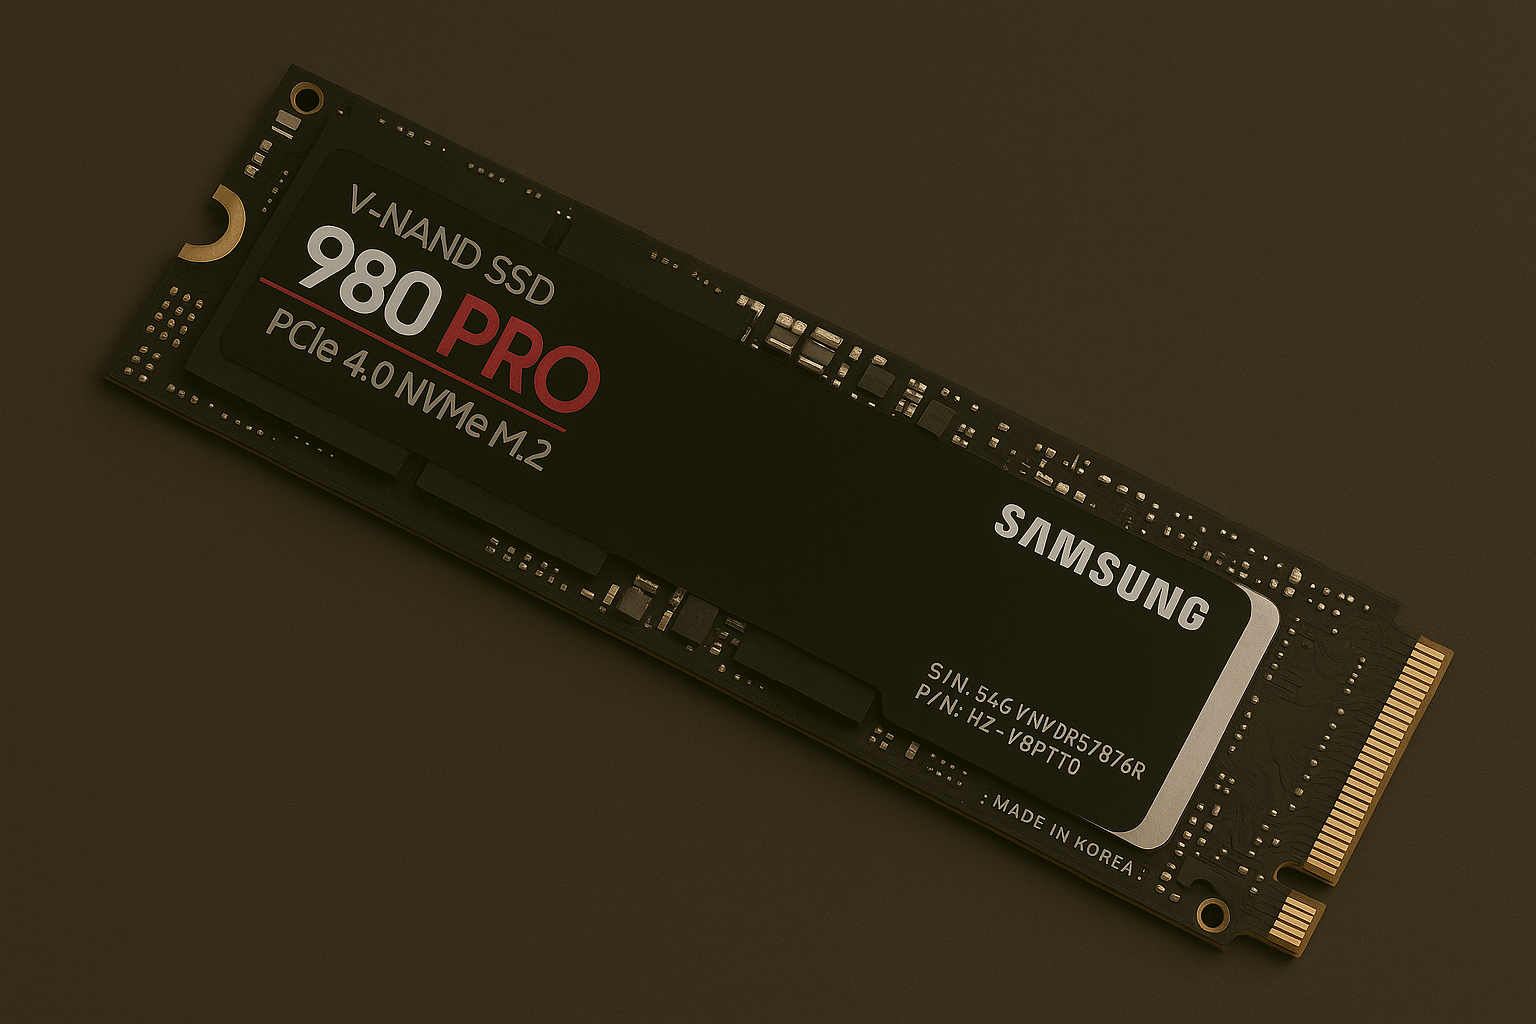 V-NAND SSD
980 PRO
PCIe 4.0 NVMe M.2
SAMSUNG
S/N. 54G VNVDR57876R
P/N: HZ-V8PTT0
: MADE IN KOREA :